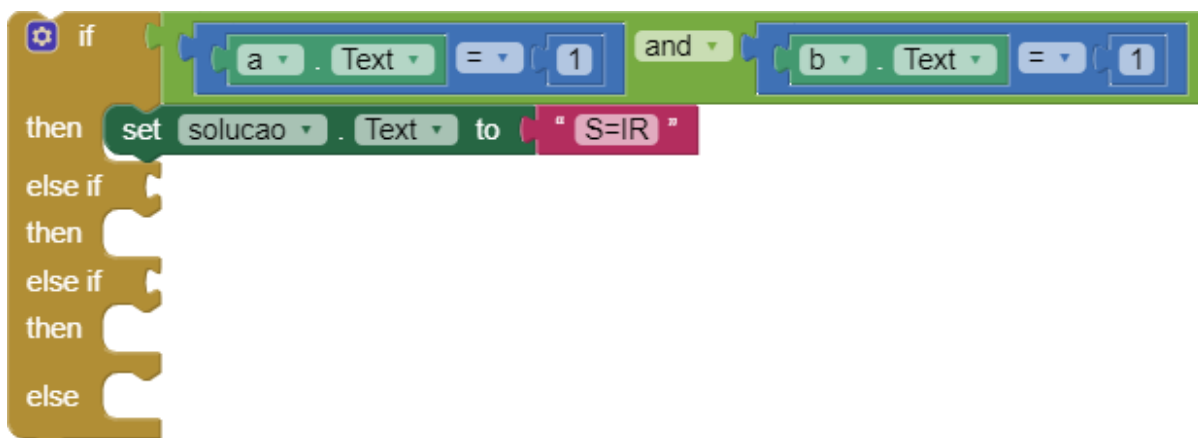 if a . Text = 1 and b . Text = 1
then set solucao . Text to “ S=IR ”
else if
then
else if
then
else